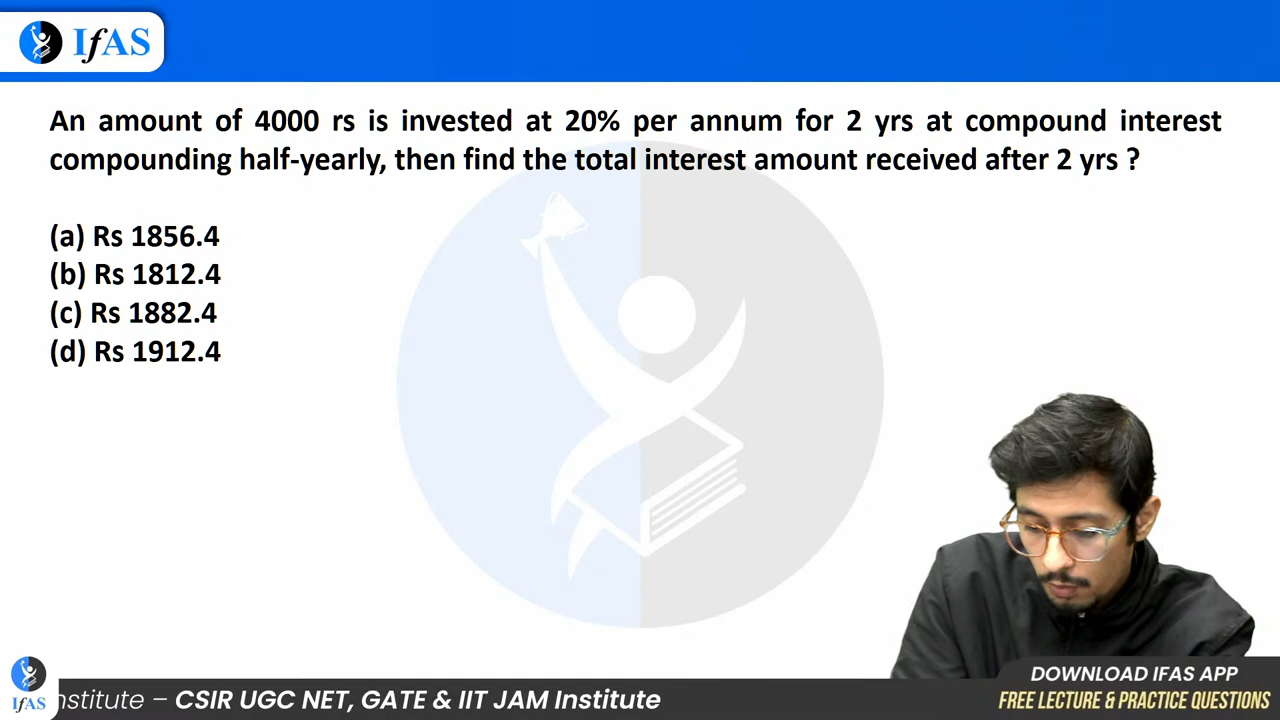 IfAS
An amount of 4000 rs is invested at 20% per annum for 2 yrs at compound interest
compounding half-yearly, then find the total interest amount received after 2 yrs ?
(a) Rs 1856.4
(b) Rs 1812.4
(c) Rs 1882.4
(d) Rs 1912.4
DOWNLOAD IFAS APP
FREE LECTURE & PRACTICE QUESTIONS
IfAS
nstitute – CSIR UGC NET, GATE & IIT JAM Institute